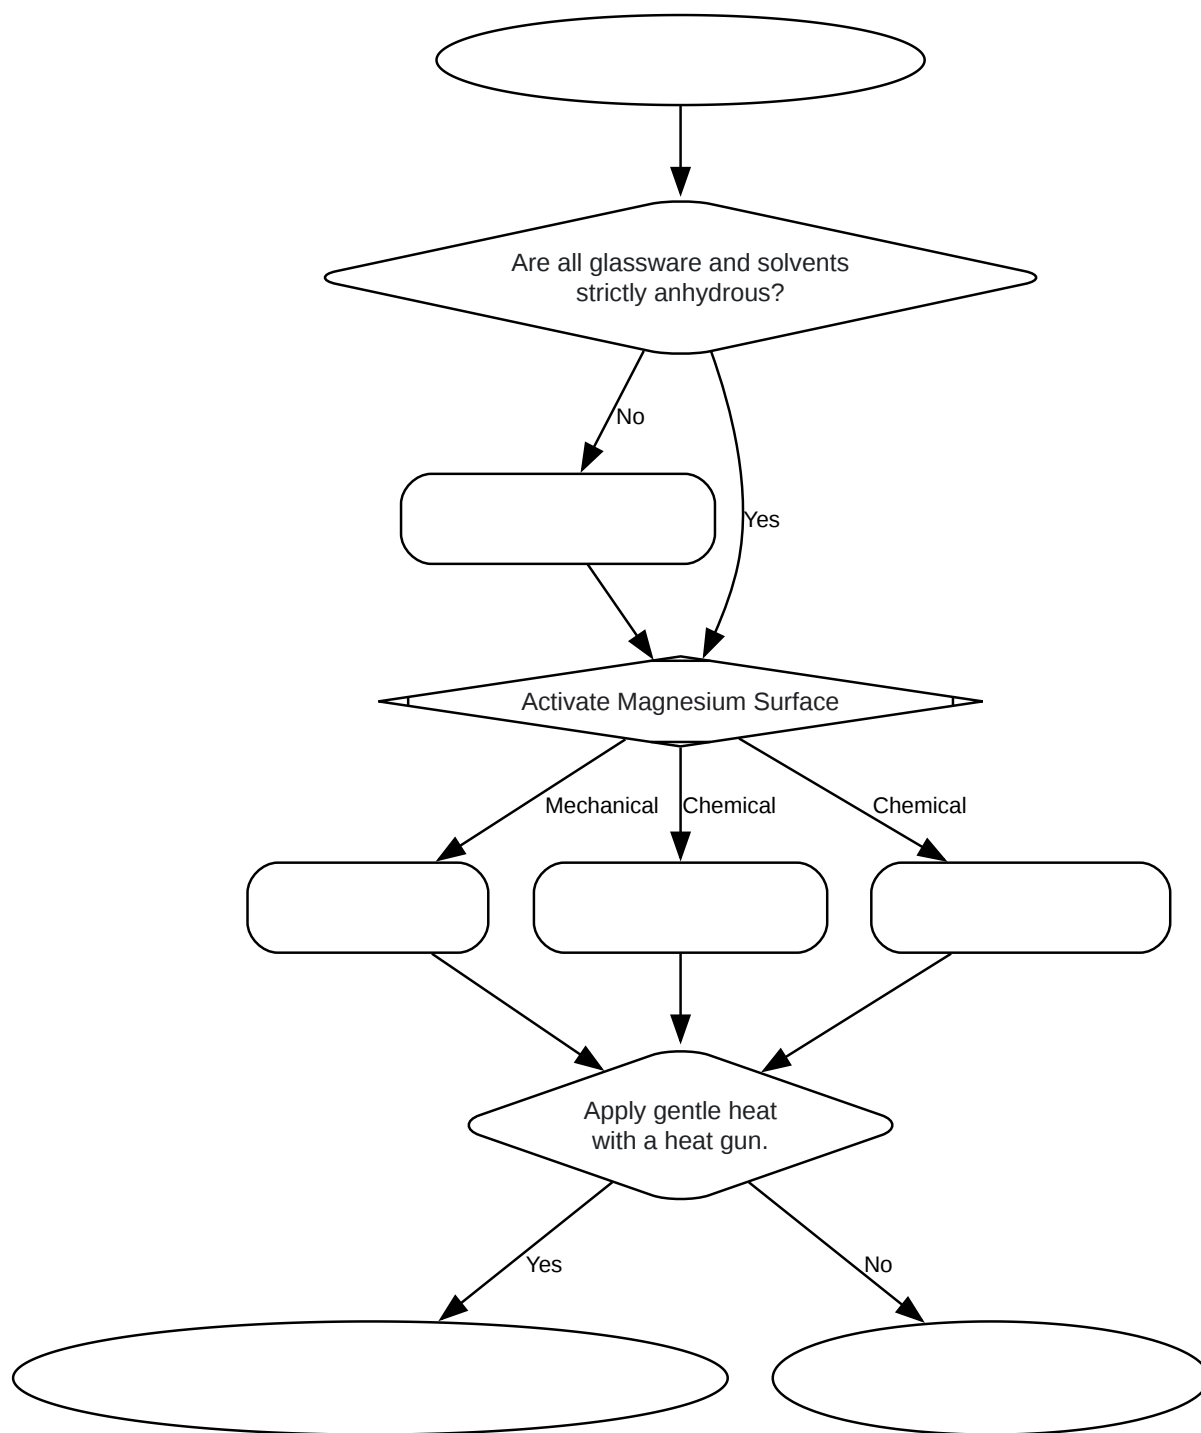 Are all glassware and solvents
strictly anhydrous?
No
Yes
Activate Magnesium Surface
Mechanical
Chemical
Chemical
Apply gentle heat
with a heat gun.
Yes
No